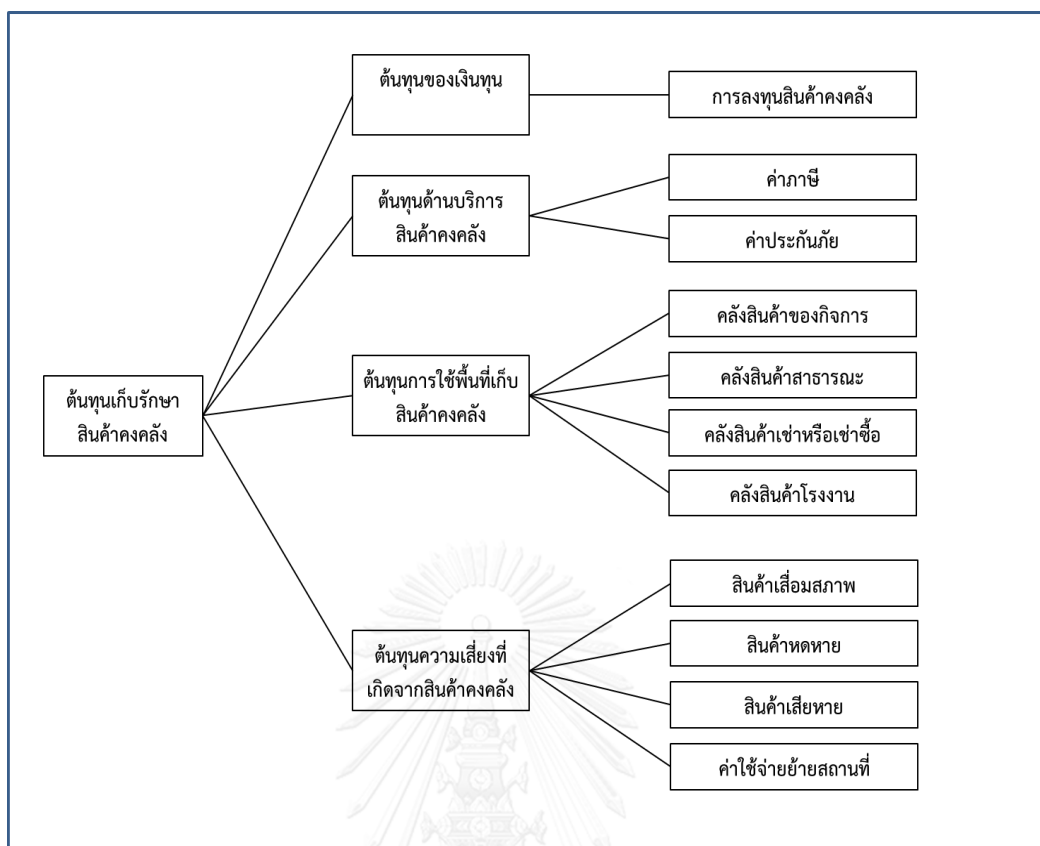 ต้นทุนของเงินทุน
การลงทุนสินค้าคงคลัง
ต้นทุนด้านบริการ
สินค้าคงคลัง
ค่าภาษี
ค่าประกันภัย
ต้นทุนเก็บรักษา
สินค้าคงคลัง
ต้นทุนการใช้พื้นที่เก็บ
สินค้าคงคลัง
คลังสินค้าของกิจการ
คลังสินค้าสาธารณะ
คลังสินค้าเช่าหรือเช่าซื้อ
คลังสินค้าโรงงาน
ต้นทุนความเสี่ยงที่
เกิดจากสินค้าคงคลัง
สินค้าเสื่อมสภาพ
สินค้าหดหาย
สินค้าเสียหาย
ค่าใช้จ่ายย้ายสถานที่